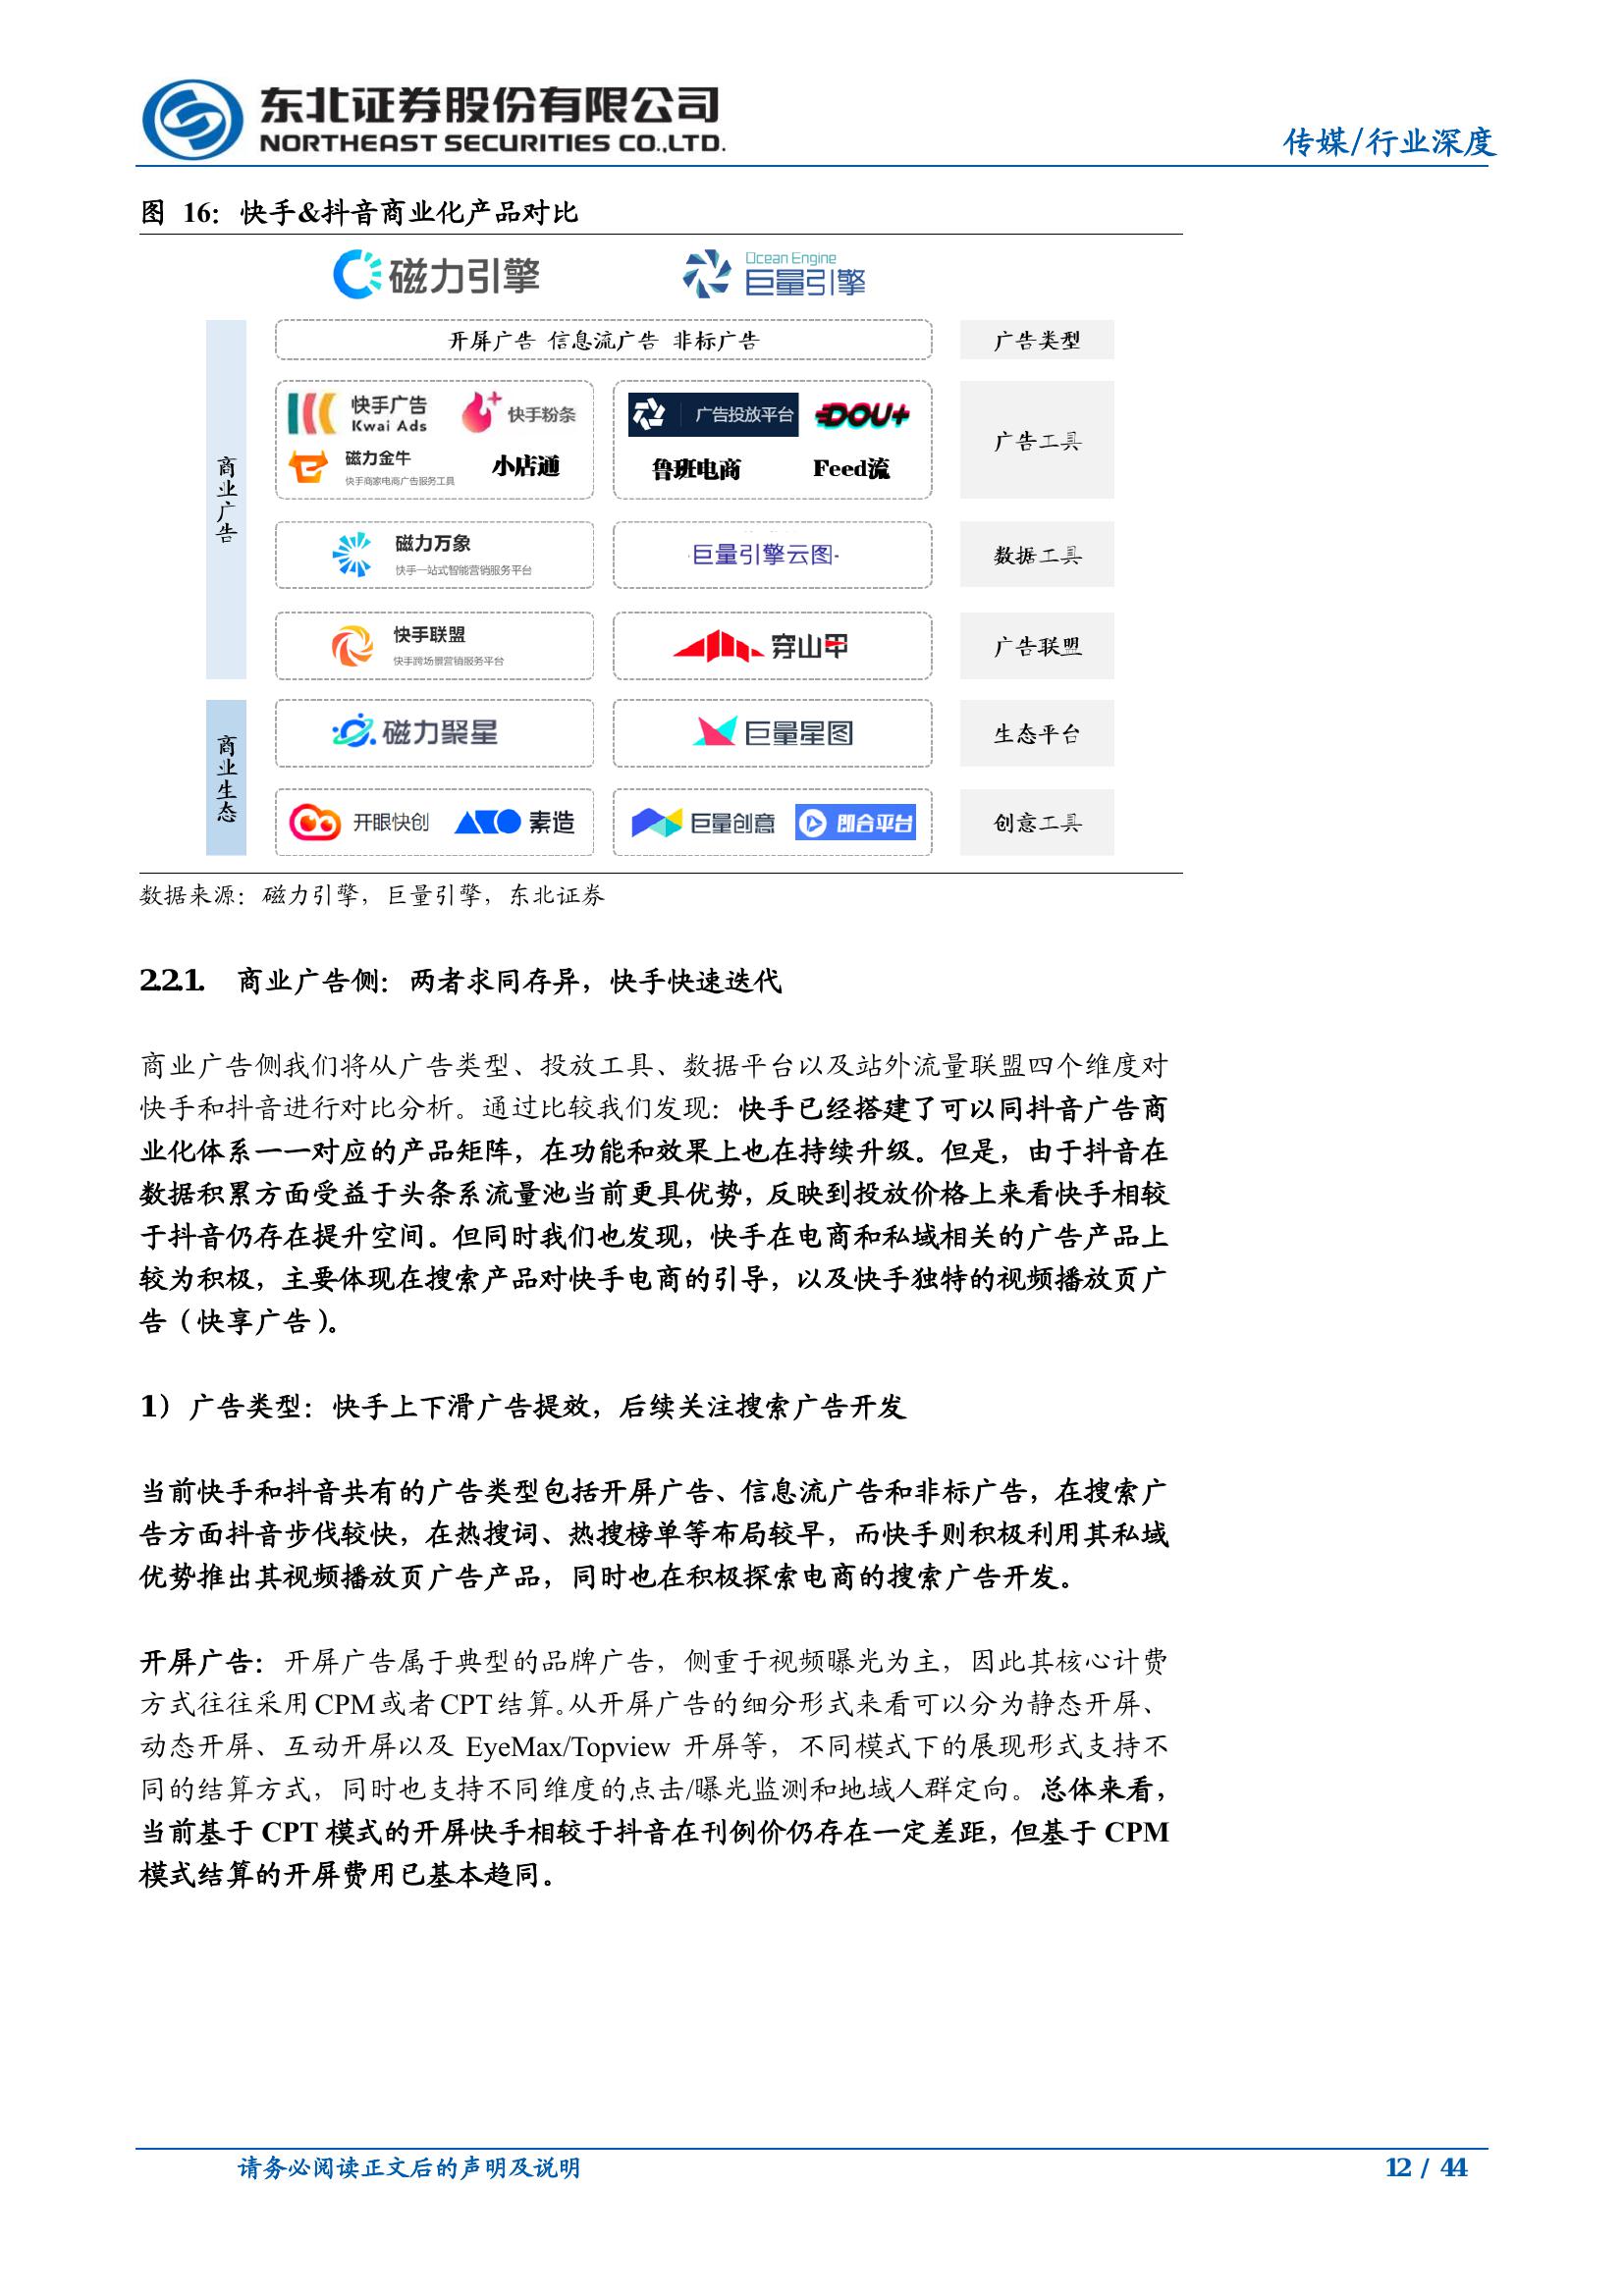 东北证券股份有限公司
NORTHEAST SECURITIES CO.,LTD.
传媒/行业深度
图 16：快手&抖音商业化产品对比
磁力引擎
Ocean Engine
巨量引擎
商业广告
开屏广告 信息流广告 非标广告
广告类型
快手广告
Kwai Ads
快手粉条
磁力金牛
快手商家电商广告服务工具
小店通
广告投放平台
DOU+
鲁班电商
Feed流
广告工具
磁力万象
快手一站式智能营销服务平台
巨量引擎云图
数据工具
快手联盟
快手跨场景营销服务平台
穿山甲
广告联盟
商业生态
磁力聚星
巨量星图
生态平台
开眼快创
素造
巨量创意
即合平台
创意工具
数据来源：磁力引擎，巨量引擎，东北证券
2.2.1. 商业广告侧：两者求同存异，快手快速迭代
商业广告侧我们将从广告类型、投放工具、数据平台以及站外流量联盟四个维度对
快手和抖音进行对比分析。通过比较我们发现：快手已经搭建了可以同抖音广告商
业化体系一一对应的产品矩阵，在功能和效果上也在持续升级。但是，由于抖音在
数据积累方面受益于头条系流量池当前更具优势，反映到投放价格上来看快手相较
于抖音仍存在提升空间。但同时我们也发现，快手在电商和私域相关的广告产品上
较为积极，主要体现在搜索产品对快手电商的引导，以及快手独特的视频播放页广
告（快享广告）。
1）广告类型：快手上下滑广告提效，后续关注搜索广告开发
当前快手和抖音共有的广告类型包括开屏广告、信息流广告和非标广告，在搜索广
告方面抖音步伐较快，在热搜词、热搜榜单等布局较早，而快手则积极利用其私域
优势推出其视频播放页广告产品，同时也在积极探索电商的搜索广告开发。
开屏广告：开屏广告属于典型的品牌广告，侧重于视频曝光为主，因此其核心计费
方式往往采用 CPM 或者 CPT 结算。从开屏广告的细分形式来看可以分为静态开屏、
动态开屏、互动开屏以及 EyeMax/Topview 开屏等，不同模式下的展现形式支持不
同的结算方式，同时也支持不同维度的点击/曝光监测和地域人群定向。总体来看，
当前基于 CPT 模式的开屏快手相较于抖音在刊例价仍存在一定差距，但基于 CPM
模式结算的开屏费用已基本趋同。
请务必阅读正文后的声明及说明
12 / 44